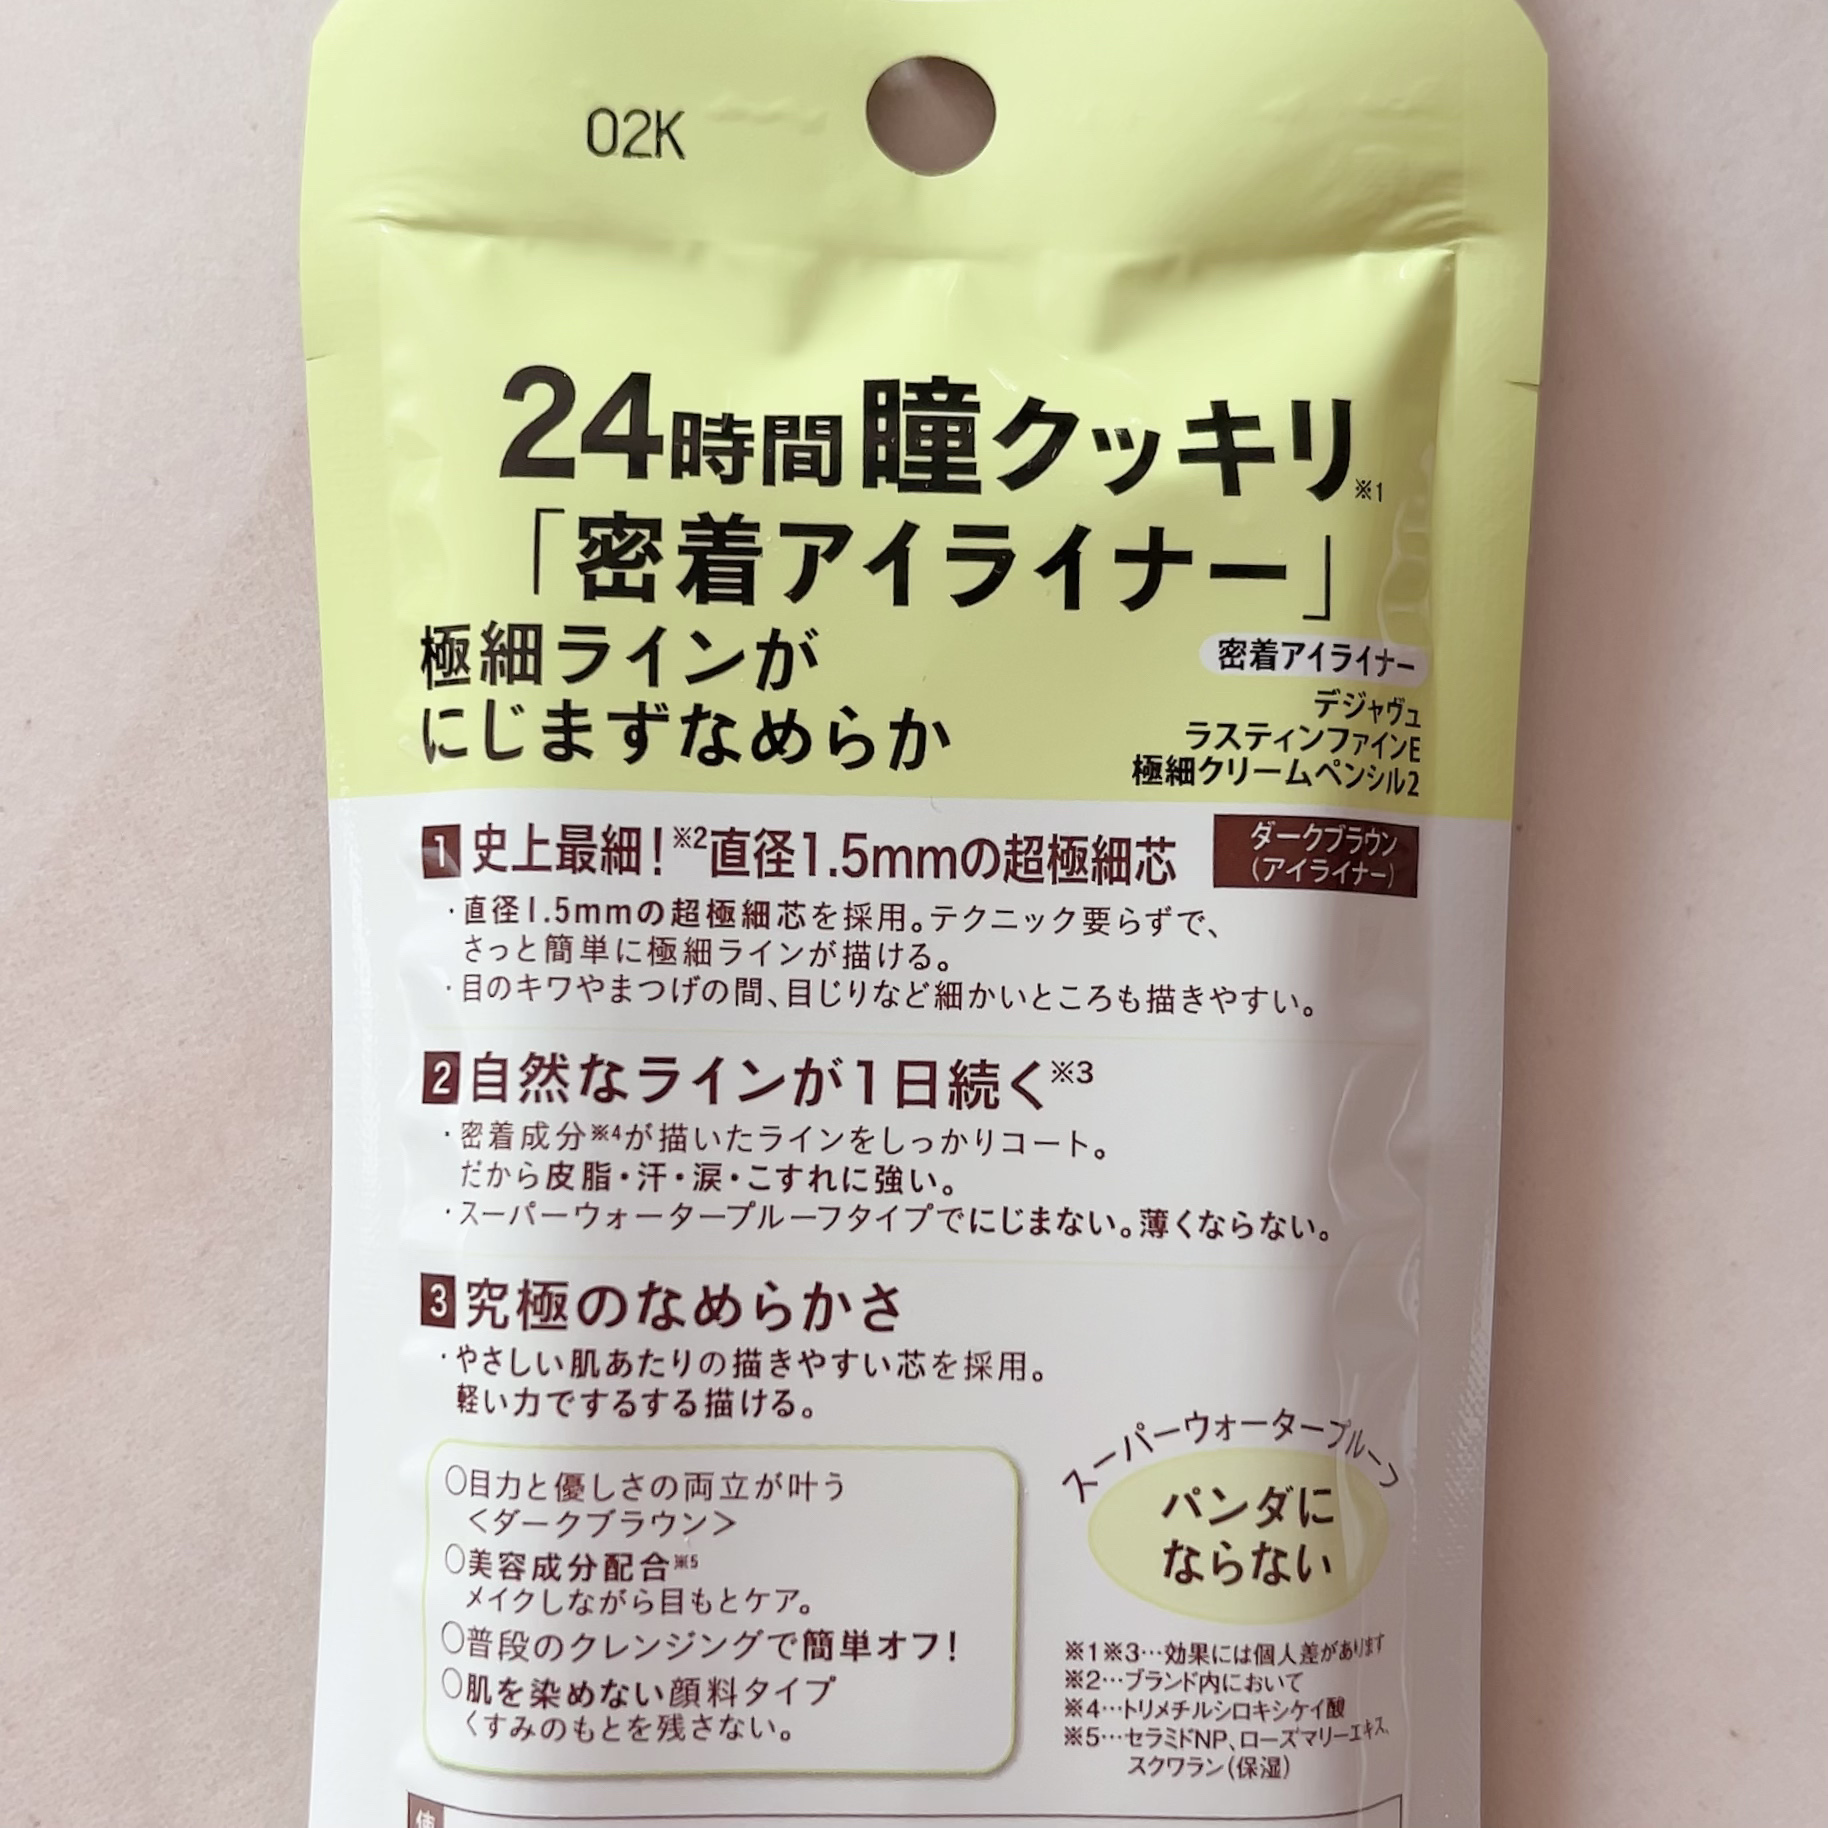 02K
24時間 瞳クッキリ※1
「密着アイライナー」
極細ラインが
にじまずなめらか
密着アイライナー
デジャヴュ
ラスティンファインE
極細クリームペンシル2
1 史上最細！※2直径1.5mmの超極細芯
ダークブラウン
（アイライナー）
・直径1.5mmの超極細芯を採用。テクニック要らずで、
さっと簡単に極細ラインが描ける。
・目のキワやまつげの間、目じりなど細かいところも描きやすい。
2 自然なラインが1日続く※3
・密着成分※4が描いたラインをしっかりコート。
だから皮脂・汗・涙・こすれに強い。
・スーパーウォータープルーフタイプでにじまない。薄くならない。
3 究極のなめらかさ
・やさしい肌あたりの描きやすい芯を採用。
軽い力でするする描ける。
○目力と優しさの両立が叶う
＜ダークブラウン＞
○美容成分配合※5
メイクしながら目もとケア。
○普段のクレンジングで簡単オフ！
○肌を染めない顔料タイプ
くすみのもとを残さない。
スーパーウォータープルーフ
パンダに
ならない
※1※3…効果には個人差があります
※2…ブランド内において
※4…トリメチルシロキシケイ酸
※5…セラミドNP、ローズマリーエキス、
スクワラン（保湿）